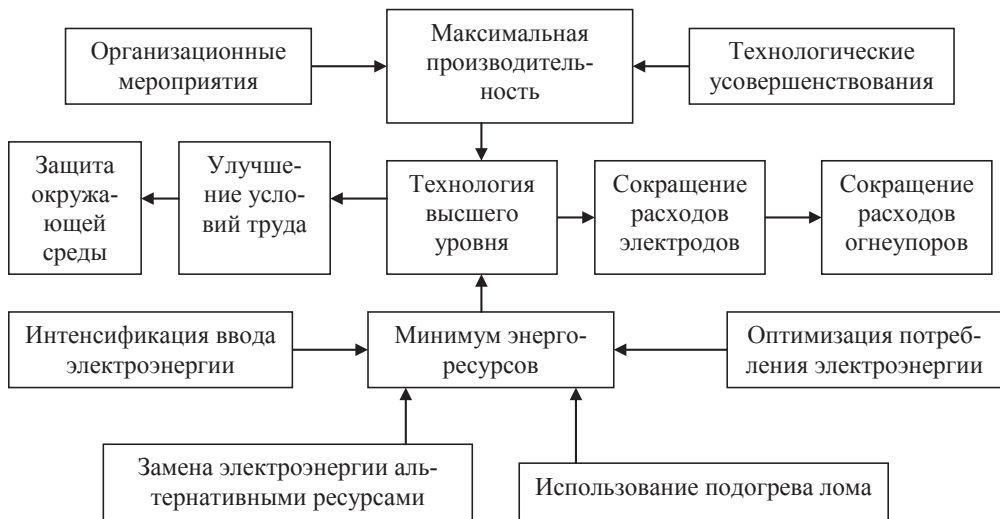 Организационные
мероприятия
Максимальная
производитель-
ность
Технологические
усовершенствования
Защита
окружа-
ющей
среды
Улучше-
ние усло-
вий труда
Технология
высшего
уровня
Сокращение
расходов
электродов
Сокращение
расходов
огнеупоров
Интенсификация ввода
электроэнергии
Минимум энерго-
ресурсов
Оптимизация потреб-
ления электроэнергии
Замена электроэнергии аль-
тернативными ресурсами
Использование подогрева лома